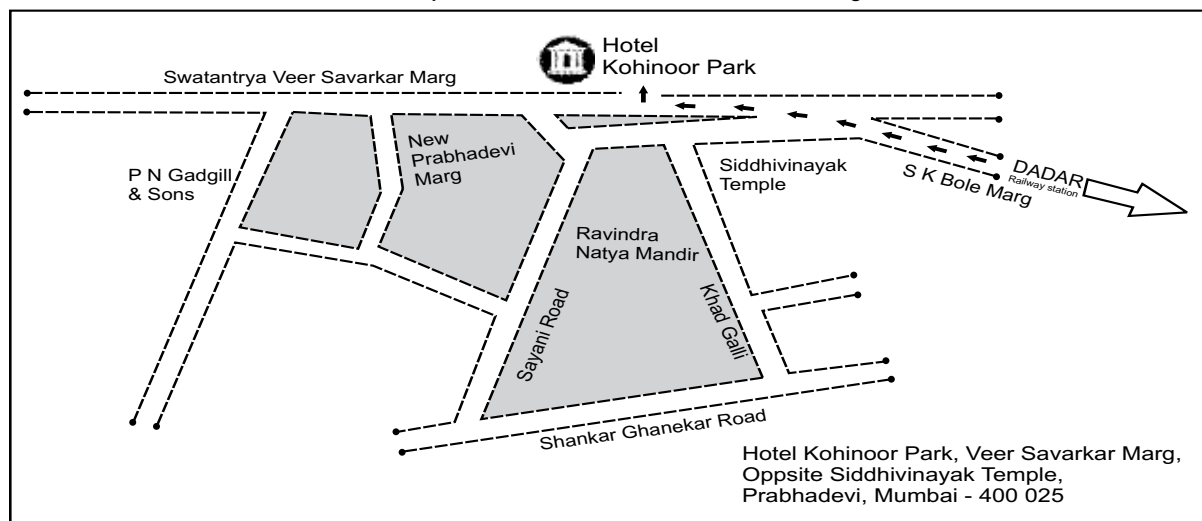 Hotel
Kohinoor Park
Swatantrya Veer Savarkar Marg
P N Gadgill
& Sons
New
Prabhadevi
Marg
Siddhivinayak
Temple
S K Bole Marg
DADAR
Railway station
Ravindra
Natya Mandir
Sayani Road
Khad Galli
Shankar Ghanekar Road
Hotel Kohinoor Park, Veer Savarkar Marg,
Oppsite Siddhivinayak Temple,
Prabhadevi, Mumbai - 400 025